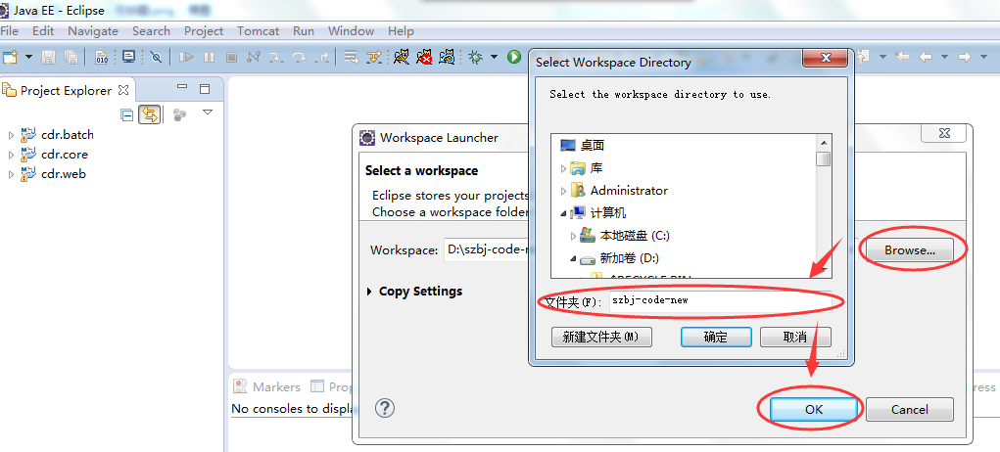 Java EE - Eclipse
File Edit Navigate Search Project Tomcat Run Window Help
Project Explorer
cdr.batch
cdr.core
cdr.web
Workspace Launcher
Select a workspace
Eclipse stores your projects
Choose a workspace folder
Workspace: D:\szbj-code-
Browse...
Copy Settings
OK
Cancel
Select Workspace Directory
Select the workspace directory to use.
桌面
库
Administrator
计算机
本地磁盘 (C:)
新加卷 (D:)
文件夹(F): szbj-code-new
新建文件夹(M)
确定
取消
Markers
No consoles to